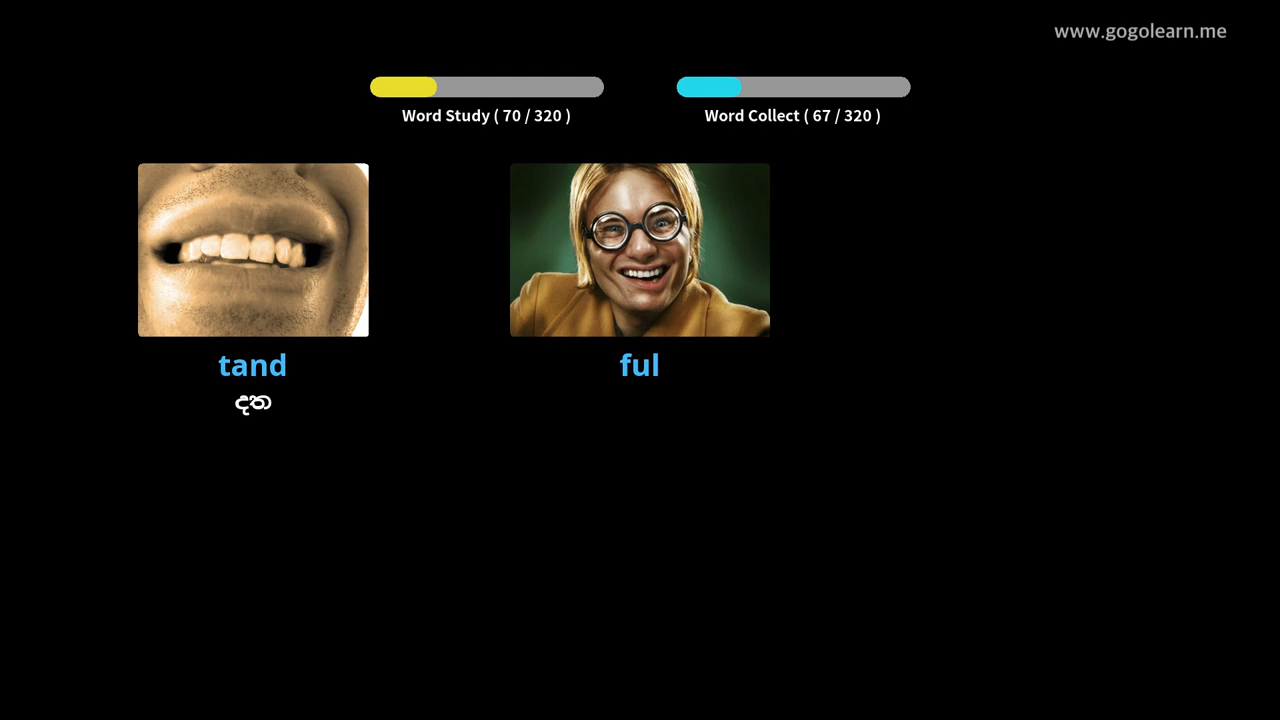 www.gogolearn.me
Word Study ( 70 / 320 )
Word Collect ( 67 / 320 )
tand
ful
දත